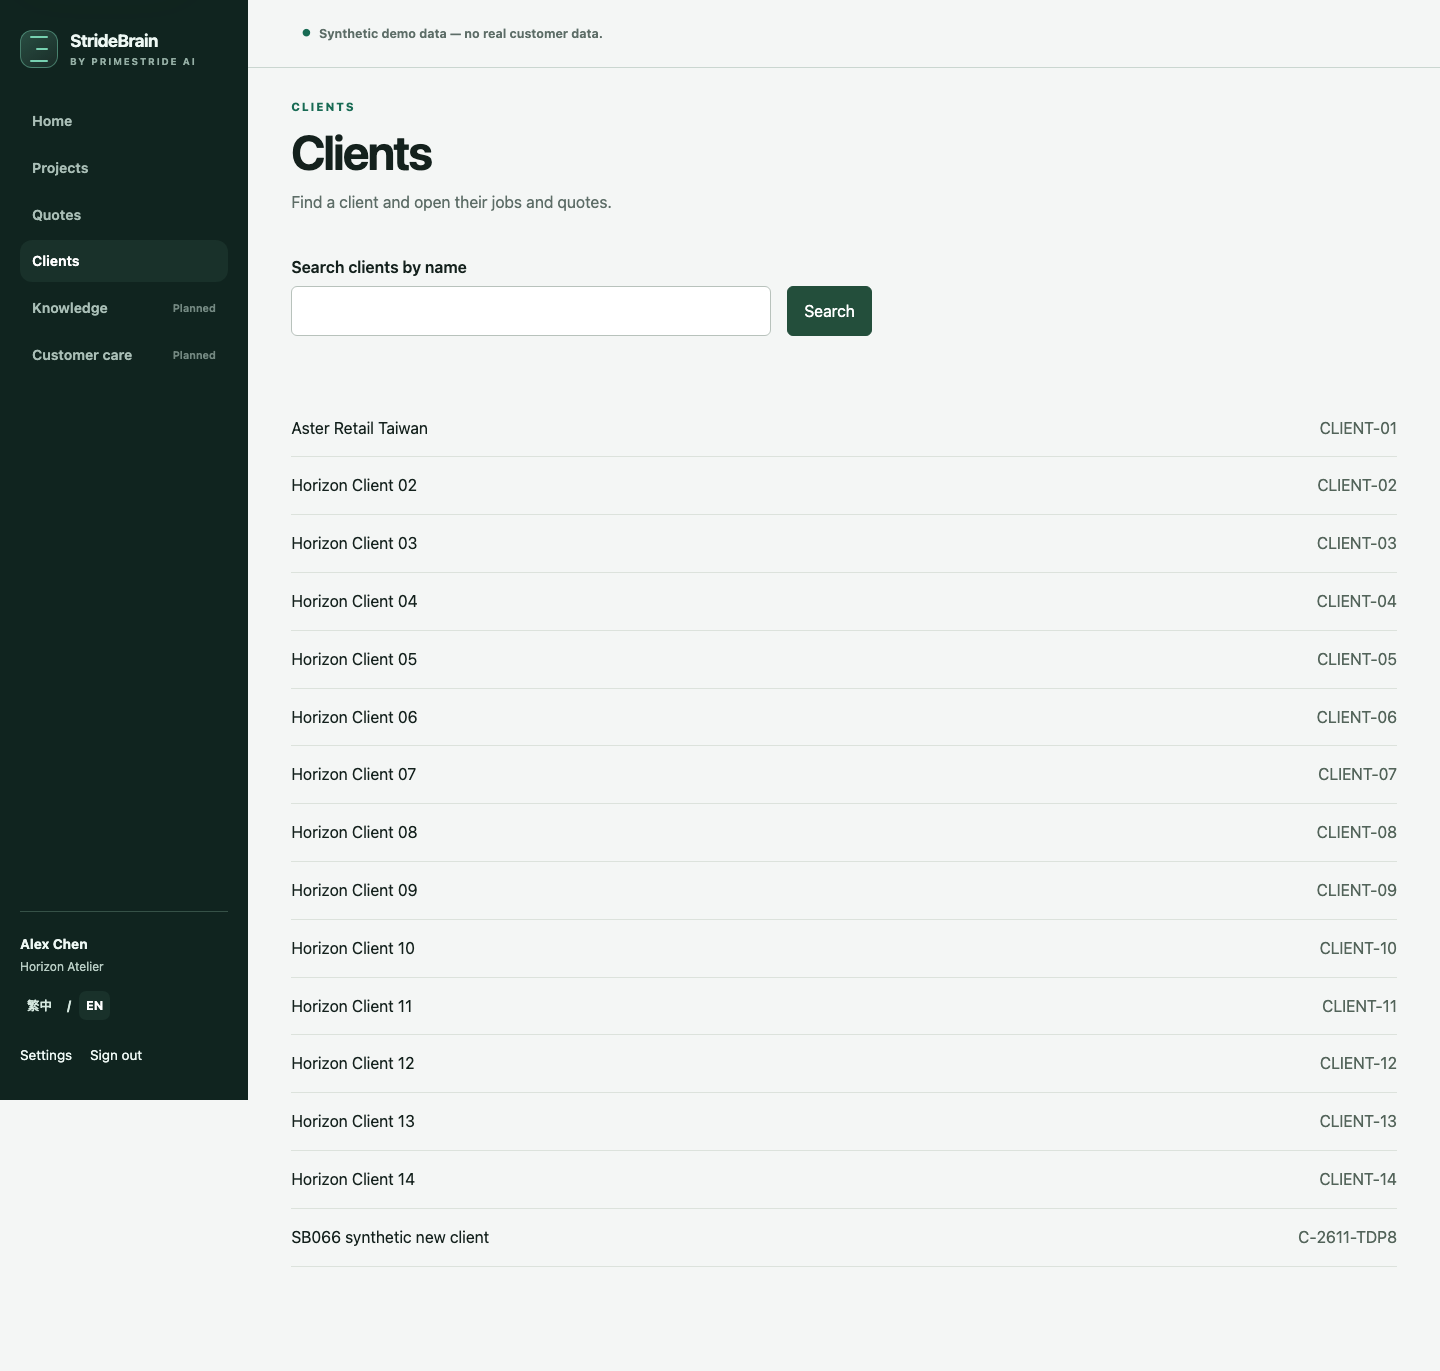 StrideBrain
BY PRIMESTRIDE AI
Home
Projects
Quotes
Clients
Knowledge Planned
Customer care Planned
Alex Chen
Horizon Atelier
繁中 / EN
Settings Sign out
Synthetic demo data — no real customer data.
CLIENTS
Clients
Find a client and open their jobs and quotes.
Search clients by name
Search
Aster Retail Taiwan CLIENT-01
Horizon Client 02 CLIENT-02
Horizon Client 03 CLIENT-03
Horizon Client 04 CLIENT-04
Horizon Client 05 CLIENT-05
Horizon Client 06 CLIENT-06
Horizon Client 07 CLIENT-07
Horizon Client 08 CLIENT-08
Horizon Client 09 CLIENT-09
Horizon Client 10 CLIENT-10
Horizon Client 11 CLIENT-11
Horizon Client 12 CLIENT-12
Horizon Client 13 CLIENT-13
Horizon Client 14 CLIENT-14
SB066 synthetic new client C-2611-TDP8